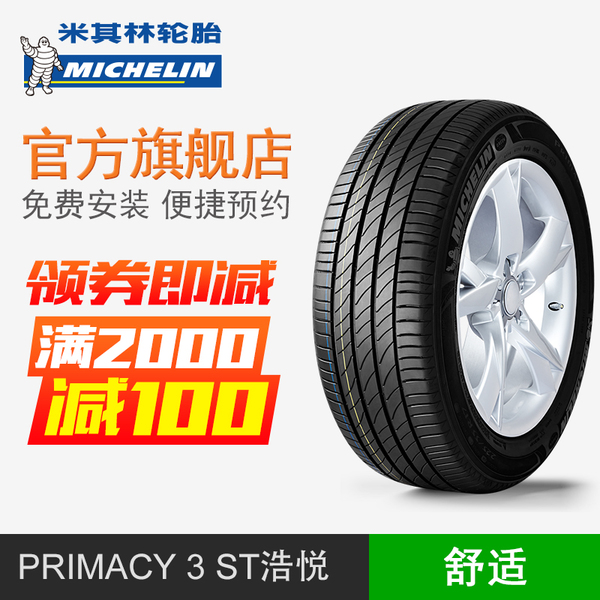 米其林轮胎
MICHELIN
官方旗舰店
免费安装 便捷预约
领券即减
满2000
减100
MICHELIN
PRIMACY 3 ST浩悦
舒适